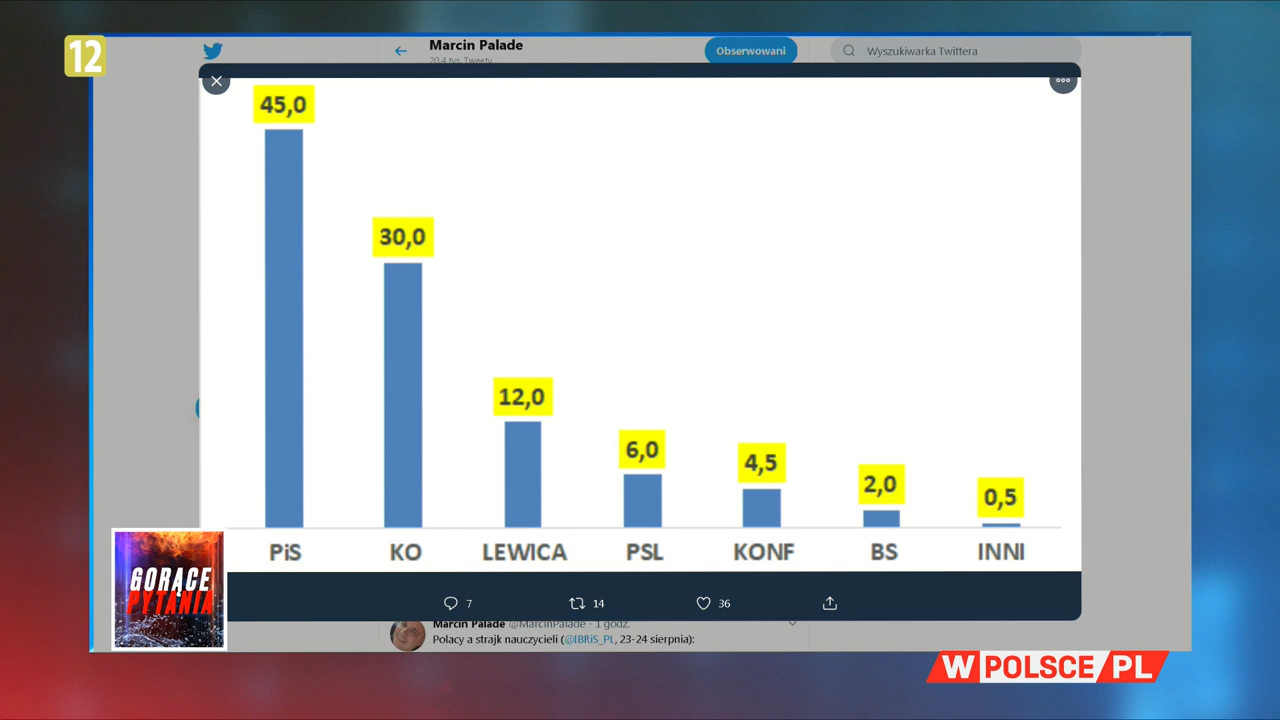 12
Marcin Palade
20,4 tys. Tweety
Obserwowani
Wyszukiwarka Twittera
45,0
30,0
12,0
6,0
4,5
2,0
0,5
PiS KO LEWICA PSL KONF BS INNI
GORĄCE
PYTANIA
7 14 36
Marcin Palade @MarcinPalade · 1 godz.
Polacy a strajk nauczycieli (@IBRiS_PL, 23-24 sierpnia):
W POLSCE PL